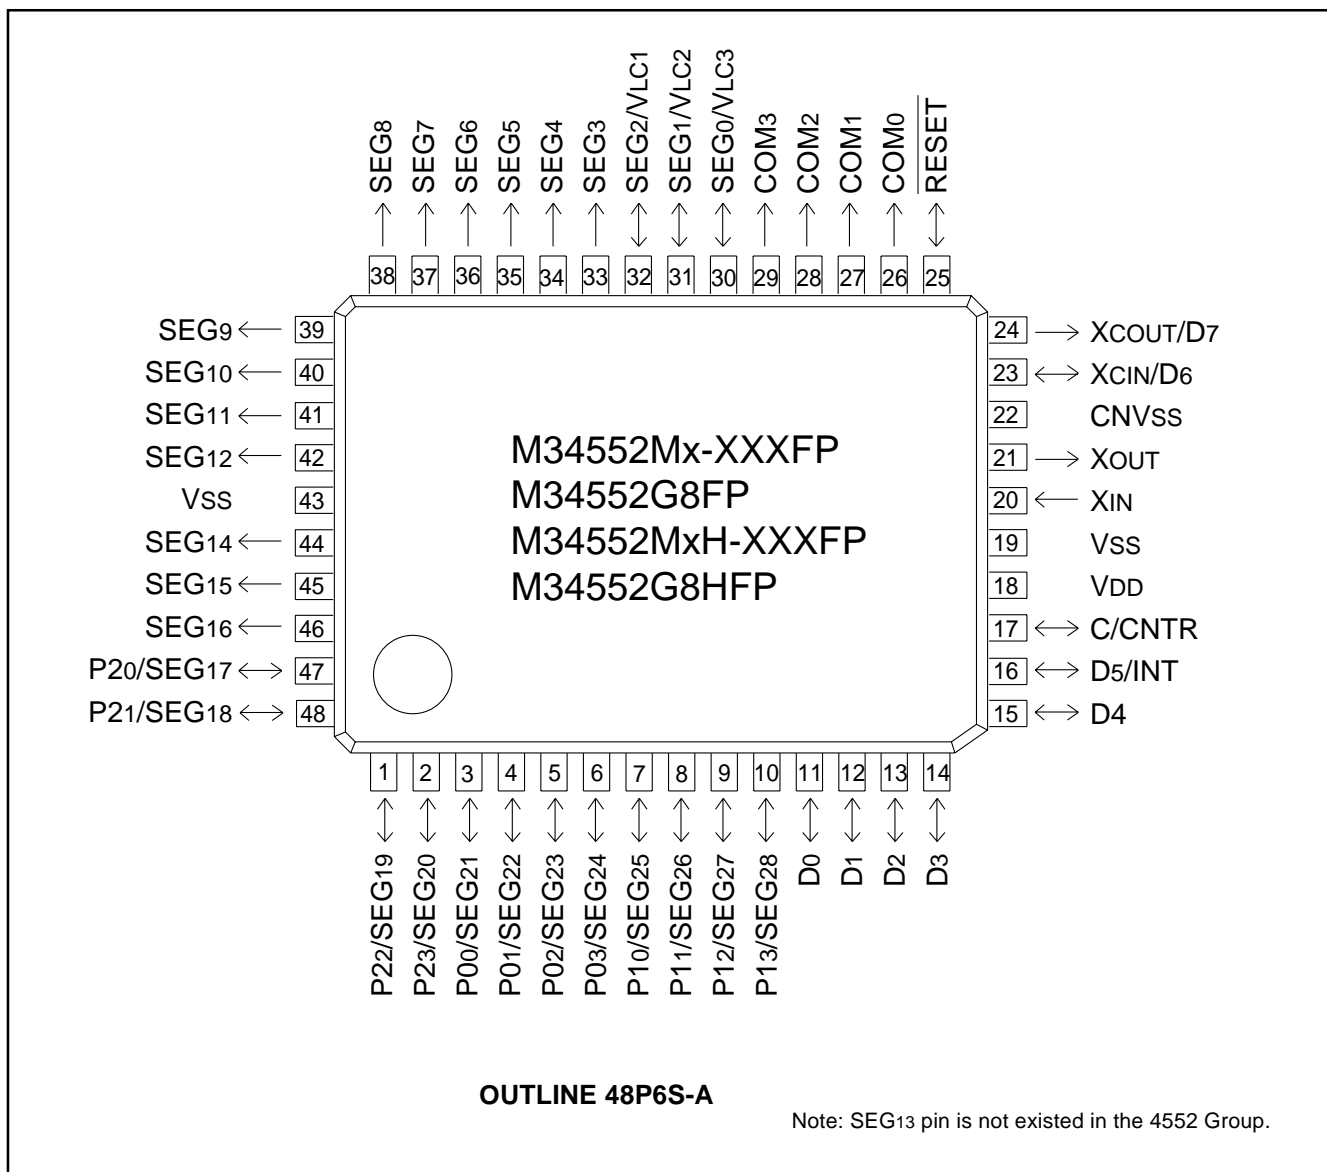 SEG8
SEG7
SEG6
SEG5
SEG4
SEG3
SEG2/VLC1
SEG1/VLC2
SEG0/VLC3
COM3
COM2
COM1
COM0
RESET
38
37
36
35
34
33
32
31
30
29
28
27
26
25
SEG9 39
SEG10 40
SEG11 41
SEG12 42
VSS 43
SEG14 44
SEG15 45
SEG16 46
P20/SEG17 47
P21/SEG18 48
M34552Mx-XXXFP
M34552G8FP
M34552MxH-XXXFP
M34552G8HFP
24 XCOUT/D7
23 XCIN/D6
22 CNVSS
21 XOUT
20 XIN
19 VSS
18 VDD
17 C/CNTR
16 D5/INT
15 D4
1
2
3
4
5
6
7
8
9
10
11
12
13
14
P22/SEG19
P23/SEG20
P00/SEG21
P01/SEG22
P02/SEG23
P03/SEG24
P10/SEG25
P11/SEG26
P12/SEG27
P13/SEG28
D0
D1
D2
D3
OUTLINE 48P6S-A
Note: SEG13 pin is not existed in the 4552 Group.